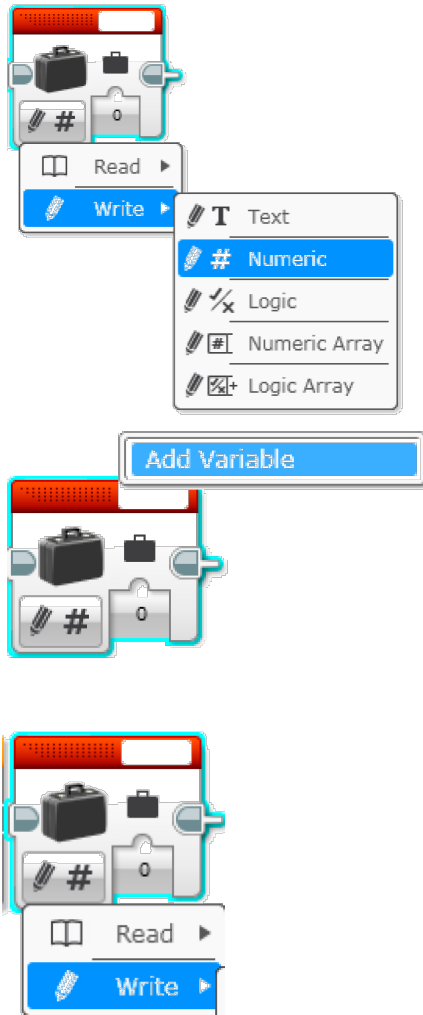 #
0
Read
Write
T Text
# Numeric
Logic
# Numeric Array
Logic Array
Add Variable
#
0
#
0
Read
Write